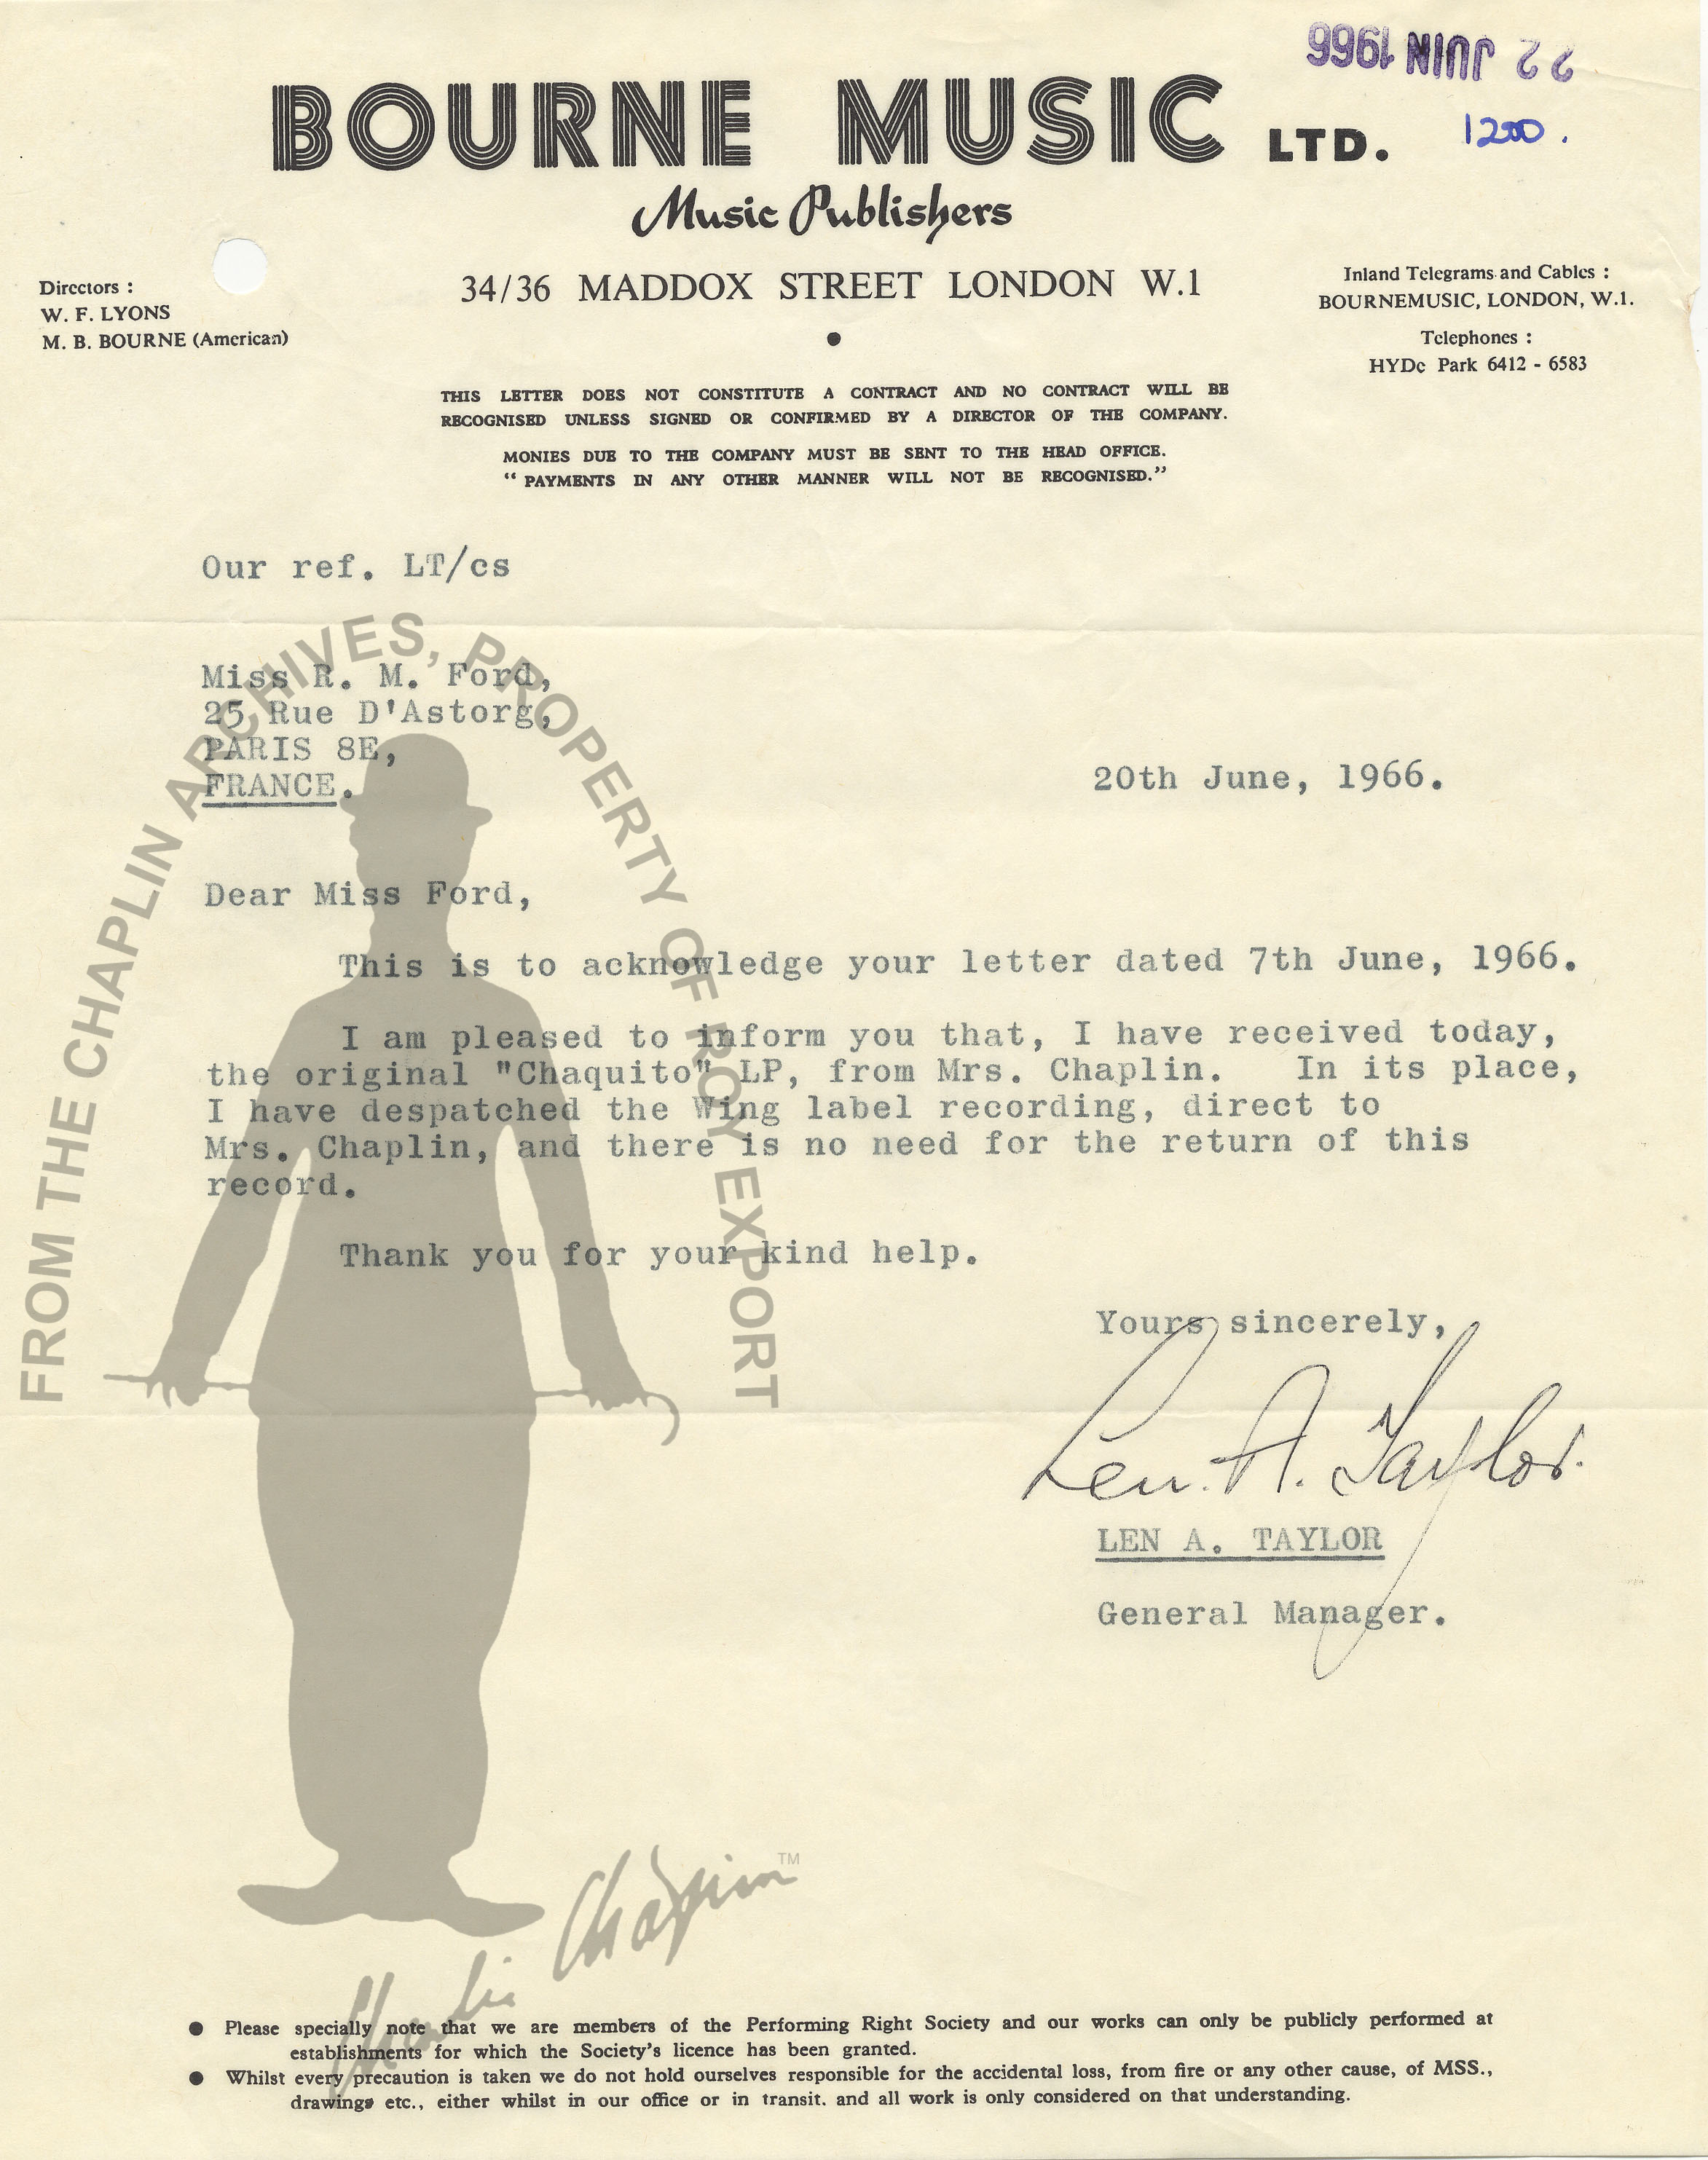 22 JUIN 1966
BOURNE MUSIC LTD.
1200.
Music Publishers
34/36 MADDOX STREET LONDON W.1
Directors :
W. F. LYONS
M. B. BOURNE (American)
Inland Telegrams and Cables :
BOURNEMUSIC, LONDON, W.1.
Telephones :
HYDe Park 6412 - 6583
THIS LETTER DOES NOT CONSTITUTE A CONTRACT AND NO CONTRACT WILL BE
RECOGNISED UNLESS SIGNED OR CONFIRMED BY A DIRECTOR OF THE COMPANY.
MONIES DUE TO THE COMPANY MUST BE SENT TO THE HEAD OFFICE.
“ PAYMENTS IN ANY OTHER MANNER WILL NOT BE RECOGNISED.”
Our ref. LT/cs
Miss R. M. Ford,
25 Rue D'Astorg,
PARIS 8E,
FRANCE.
20th June, 1966.
Dear Miss Ford,
This is to acknowledge your letter dated 7th June, 1966.
I am pleased to inform you that, I have received today,
the original "Chaquito" LP, from Mrs. Chaplin. In its place,
I have despatched the Wing label recording, direct to
Mrs. Chaplin, and there is no need for the return of this
record.
Thank you for your kind help.
Yours sincerely,
Len. A. Taylor.
LEN A. TAYLOR
General Manager.
FROM THE CHAPLIN ARCHIVES, PROPERTY OF ROY EXPORT
Charlie Chaplin TM
● Please specially note that we are members of the Performing Right Society and our works can only be publicly performed at
establishments for which the Society's licence has been granted.
● Whilst every precaution is taken we do not hold ourselves responsible for the accidental loss, from fire or any other cause, of MSS.,
drawings etc., either whilst in our office or in transit. and all work is only considered on that understanding.